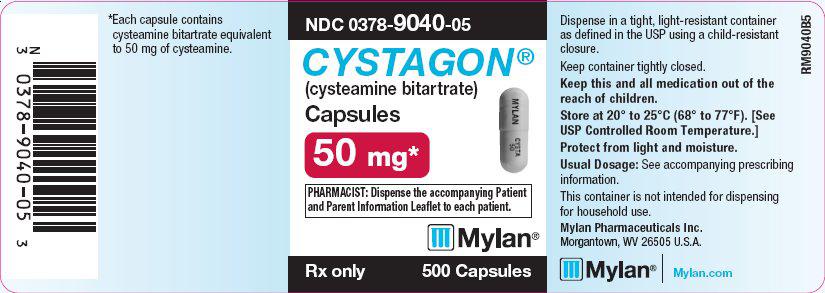 *Each capsule contains
cysteamine bitartrate equivalent
to 50 mg of cysteamine.
N
3 0378-9040-05 3
NDC 0378-9040-05
CYSTAGON®
(cysteamine bitartrate)
Capsules
MYLAN
CYSTA
50
50 mg*
PHARMACIST: Dispense the accompanying Patient
and Parent Information Leaflet to each patient.
Mylan®
Rx only 500 Capsules
Dispense in a tight, light-resistant container
as defined in the USP using a child-resistant
closure.
Keep container tightly closed.
Keep this and all medication out of the
reach of children.
Store at 20° to 25°C (68° to 77°F). [See
USP Controlled Room Temperature.]
Protect from light and moisture.
Usual Dosage: See accompanying prescribing
information.
This container is not intended for dispensing
for household use.
Mylan Pharmaceuticals Inc.
Morgantown, WV 26505 U.S.A.
Mylan®
Mylan.com
RM9040B5